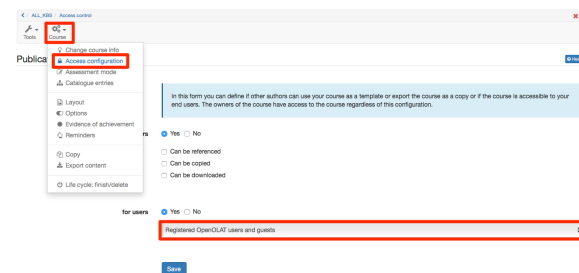 ALL_KBS / Access control
Tools
Course
Change course info
Publica
Access configuration
Assessment mode
Catalogue entries
In this form you can define if other authors can use your course as a template or export the course as a copy or if the course is accessible to your
end users. The owners of the course have access to the course regardless of this configuration.
Layout
Options
Evidence of achievement
Reminders
rs
Yes
No
Can be referenced
Copy
Can be copied
Export content
Can be downloaded
Life cycle: finish/delete
for users
Yes
No
Registered OpenOLAT users and guests
Save